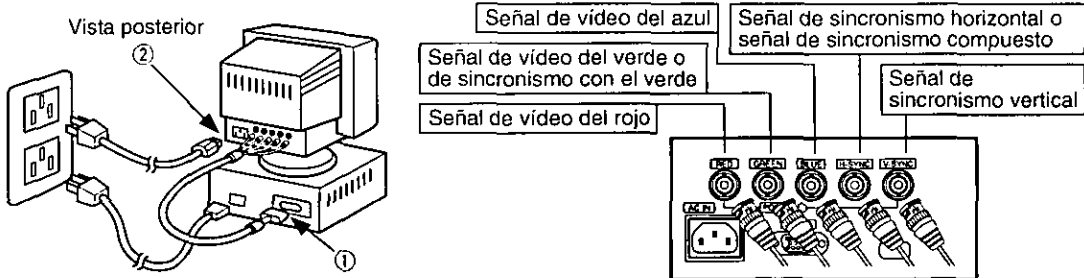 Vista posterior
②
①
Señal de vídeo del azul
Señal de sincronismo horizontal o
señal de sincronismo compuesto
Señal de vídeo del verde o
de sincronismo con el verde
Señal de
sincronismo vertical
Señal de vídeo del rojo
RED GREEN BLUE H-SYNC V-SYNC
AC IN